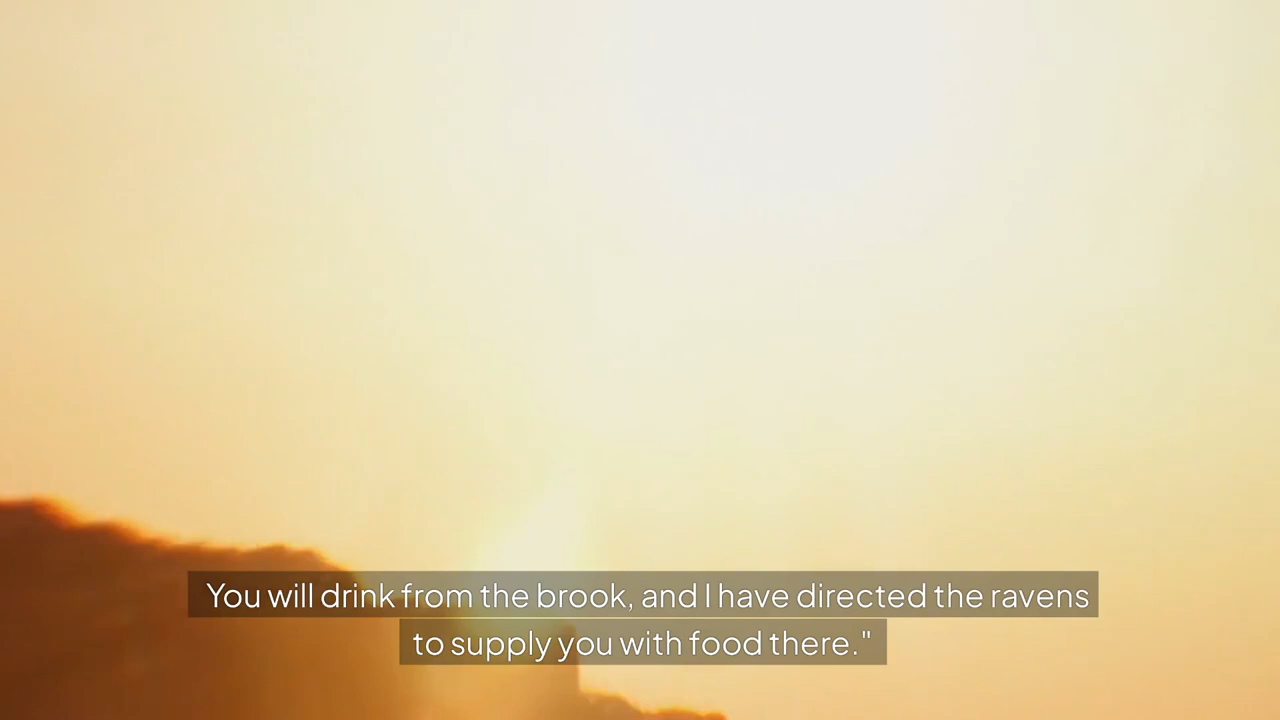 You will drink from the brook, and I have directed the ravens
to supply you with food there."